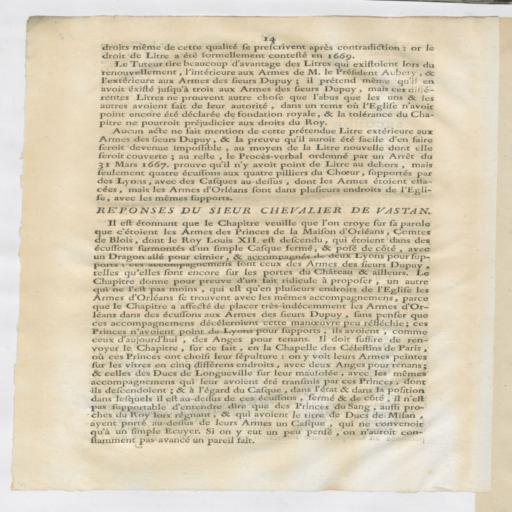 14
droits même de cette qualité se prescrivent après contradiction : or le
droit de Litre a été formellement contesté en 1669.
Le Tuteur tire beaucoup d'avantage des Litres qui existoient lors du
renouvellement, l'intérieure aux Armes de M. le Président Aubery, &
l'extérieure aux Armes des sieurs Dupuy ; il prétend même qu'il en
avoit éxisté jusqu'à trois aux Armes des sieurs Dupuy, mais ces diffé-
rentes Litres ne prouvent autre chose que l'abus que les uns & les
autres avoient fait de leur autorité, dans un tems où l'Eglise n'avoit
point encore été déclarée de fondation royale, & la tolérance du Cha-
pitre ne pourroit préjudicier aux droits du Roy.
Aucun acte ne fait mention de cette prétendue Litre extérieure aux
Armes des sieurs Dupuy, & la preuve qu'il auroit été facile d'en faire
seroit devenue impossible, au moyen de la Litre nouvelle dont elle
seroit couverte ; au reste, le Procès-verbal ordonné par un Arrêt du
31 Mars 1667. prouve qu'il n'y avoit point de Litre au dehors, mais
seulement quatre écussons aux quatre pilliers du Chœur, supportés par
des Lyons, avec des Casques au-dessus, dont les Armes étoient effa-
cées, mais les Armes d'Orléans sont dans plusieurs endroits de l'Egli-
se, avec les mêmes supports.
REPONSES DU SIEUR CHEVALIER DE VASTAN.
Il est étonnant que le Chapitre veuille que l'on croye sur sa parole
que c'étoient les Armes des Princes de la Maison d'Orléans, Comtes
de Blois, dont le Roy Louis XII. est descendu, qui étoient dans des
écussons surmontés d'un simple Casque fermé, & posé de côté, avec
un Dragon aîlé pour cimier, & accompagnés de deux Lyons pour sup-
ports : ces accompagnemens sont ceux des Armes des sieurs Dupuy,
telles qu'elles sont encore sur les portes du Château & ailleurs. Le
Chapitre donne pour preuve d'un fait ridicule à proposer, un autre
qui ne l'est pas moins, qui est qu'en plusieurs endroits de l'Eglise les
Armes d'Orléans se trouvent avec les mêmes accompagnemens, parce
que le Chapitre a affecté de placer très-indécemment les Armes d'Or-
léans dans des écussons aux Armes des sieurs Dupuy, sans penser que
ces accompagnemens décéleroient cette manœuvre peu réfléchie ; ces
Princes n'avoient point de Lyons pour supports, ils avoient, comme
ceux d'aujourd'hui, des Anges pour tenans. Il doit suffire de ren-
voyer le Chapitre, sur ce fait, en la Chapelle des Célestins de Paris,
où ces Princes ont choisi leur sépulture : on y voit leurs Armes peintes
sur les vitres en cinq différens endroits, avec deux Anges pour tenans ;
& celles des Ducs de Longueville sur leur mausolée, avec les mêmes
accompagnemens qui leur avoient été transmis par ces Princes, dont
ils descendoient ; & à l'égard du Casque, dans l'état & dans la position
dans lesquels il est au-dessus de ces écussons, fermé & de côté, il n'est
pas supportable d'entendre dire que des Princes du Sang, aussi pro-
ches du Roy lors régnant, & qui avoient le titre de Ducs de Milan,
ayent porté au-dessus de leurs Armes un Casque, qui ne convenoit
qu'à un simple Ecuyer. Si on y eut un peu pensé, on n'auroit con-
stamment pas avancé un pareil fait.